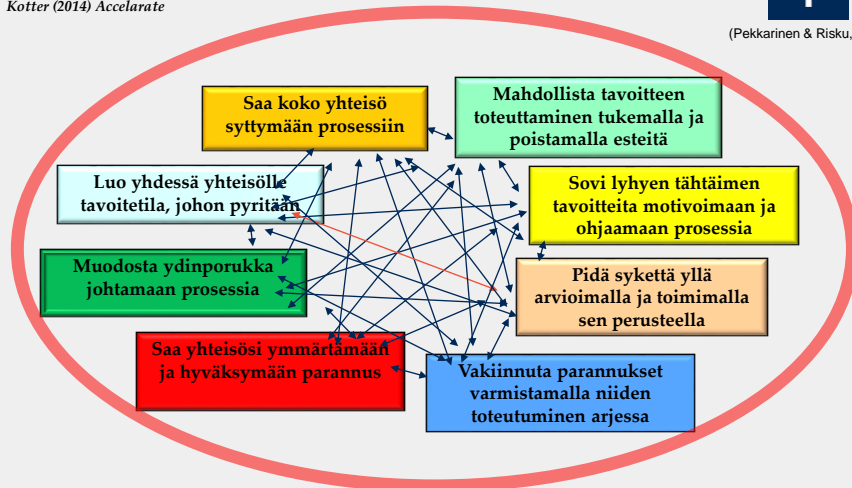 Kotter (2014) Accelarate
(Pekkarinen & Risku,
Saa koko yhteisö
syttymään prosessiin
Mahdollista tavoitteen
toteuttaminen tukemalla ja
poistamalla esteitä
Luo yhdessä yhteisölle
tavoitetila, johon pyritään
Sovi lyhyen tähtäimen
tavoitteita motivoimaan ja
ohjaamaan prosessia
Muodosta ydinporukka
johtamaan prosessia
Pidä sykettä yllä
arvioimalla ja toimimalla
sen perusteella
Saa yhteisösi ymmärtämään
ja hyväksymään parannus
Vakiinnuta parannukset
varmistamalla niiden
toteutuminen arjessa